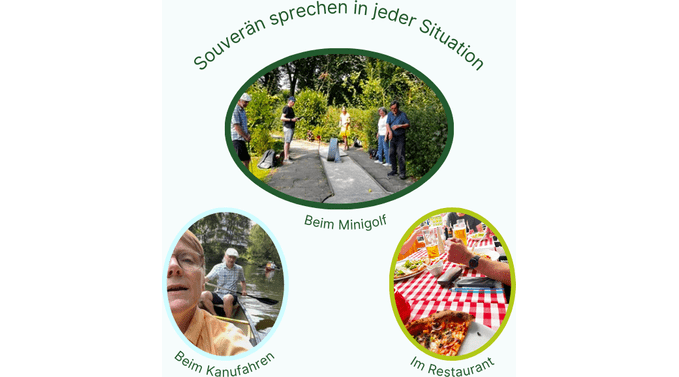 Souverän sprechen in jeder Situation
Beim Minigolf
Beim Kanufahren
Im Restaurant